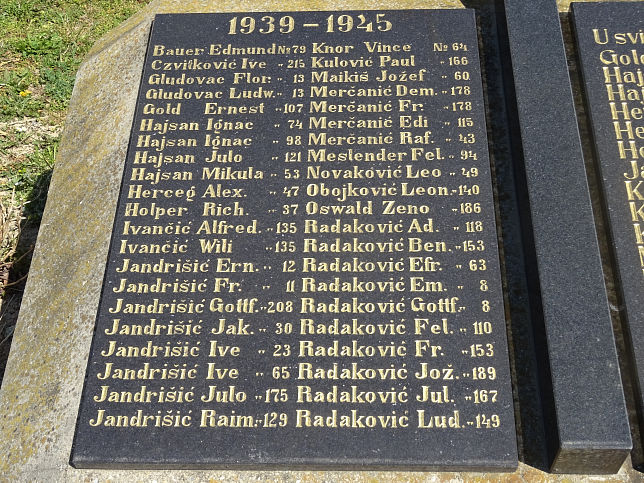 1939 – 1945
Bauer Edmund No 79 Knor Vince No 64
Czvitković Ive „ 215 Kulović Paul „ 166
Gludovac Flor. „ 13 Maikiš Jožef „ 60
Gludovac Ludw. „ 13 Merčanić Dem. „ 178
Gold Ernest „ 107 Merčanić Fr. „ 178
Hajsan Ignac „ 74 Merčanić Edi „ 115
Hajsan Ignac „ 98 Merčanić Raf. „ 43
Hajsan Julo „ 121 Meslender Fel. „ 94
Hajsan Mikula „ 53 Novaković Leo „ 49
Herceg Alex. „ 47 Obojković Leon. „ 140
Holper Rich. „ 37 Oswald Zeno „ 186
Ivančić Alfred. „ 135 Radaković Ad. „ 118
Ivančić Wili „ 135 Radaković Ben. „ 153
Jandrišić Ern. „ 12 Radaković Efr. „ 63
Jandrišić Fr. „ 11 Radaković Em. „ 8
Jandrišić Gottf. „ 208 Radaković Gottf. „ 8
Jandrišić Jak. „ 30 Radaković Fel. „ 110
Jandrišić Ive „ 23 Radaković Fr. „ 153
Jandrišić Ive „ 65 Radaković Jož. „ 189
Jandrišić Julo „ 175 Radaković Jul. „ 167
Jandrišić Raim. „ 129 Radaković Lud. „ 149
U svi